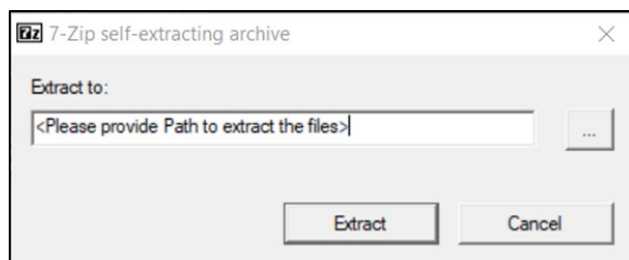 7z 7-Zip self-extracting archive
Extract to:
<Please provide Path to extract the files>
...
Extract Cancel